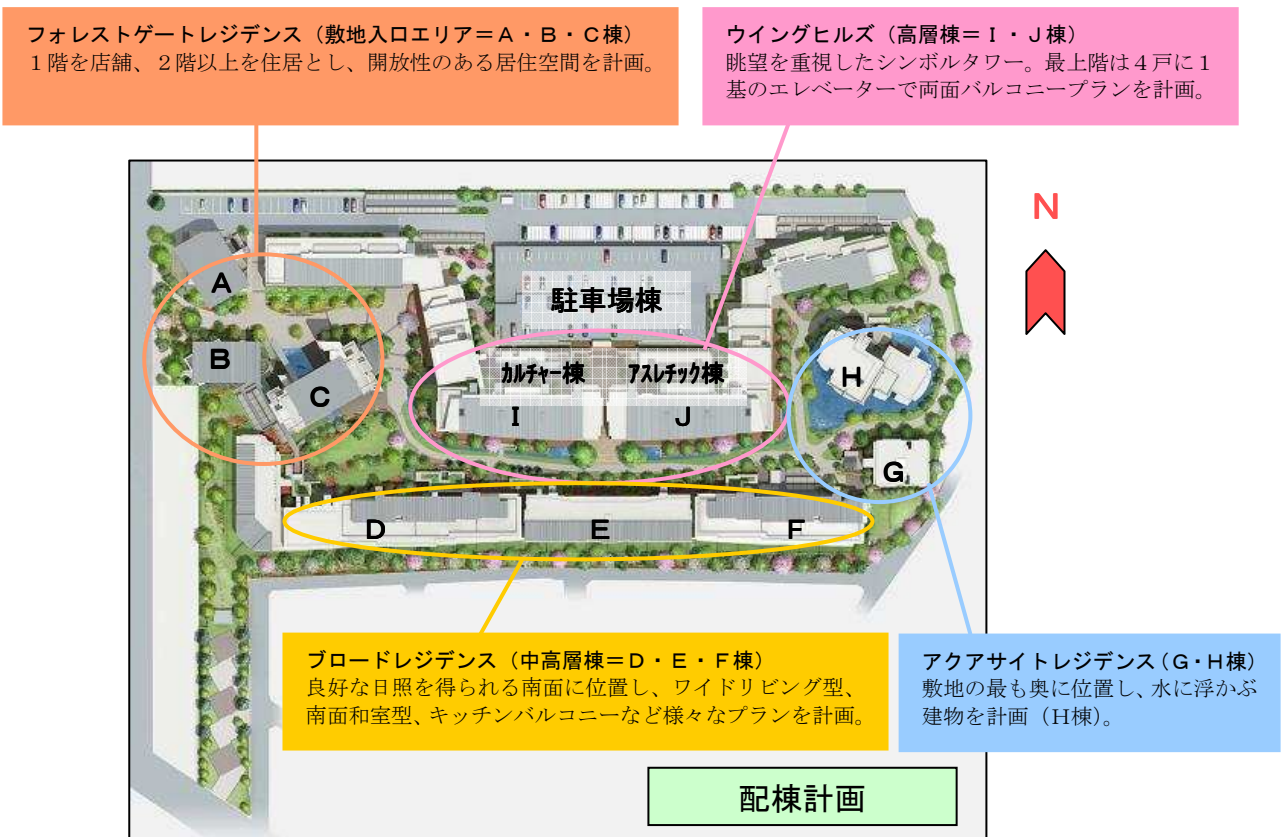 フォレストゲートレジデンス（敷地入口エリア＝Ａ・Ｂ・Ｃ棟）
１階を店舗、２階以上を住居とし、開放性のある居住空間を計画。
ウイングヒルズ（高層棟＝Ｉ・Ｊ棟）
眺望を重視したシンボルタワー。最上階は４戸に１
基のエレベーターで両面バルコニープランを計画。
N
A
B
C
駐車場棟
ｶﾙﾁｬｰ棟
ｱｽﾚﾁｯｸ棟
I
J
H
G
D
E
F
ブロードレジデンス（中高層棟＝Ｄ・Ｅ・Ｆ棟）
良好な日照を得られる南面に位置し、ワイドリビング型、
南面和室型、キッチンバルコニーなど様々なプランを計画。
アクアサイトレジデンス（Ｇ・Ｈ棟）
敷地の最も奥に位置し、水に浮かぶ
建物を計画（Ｈ棟）。
配棟計画